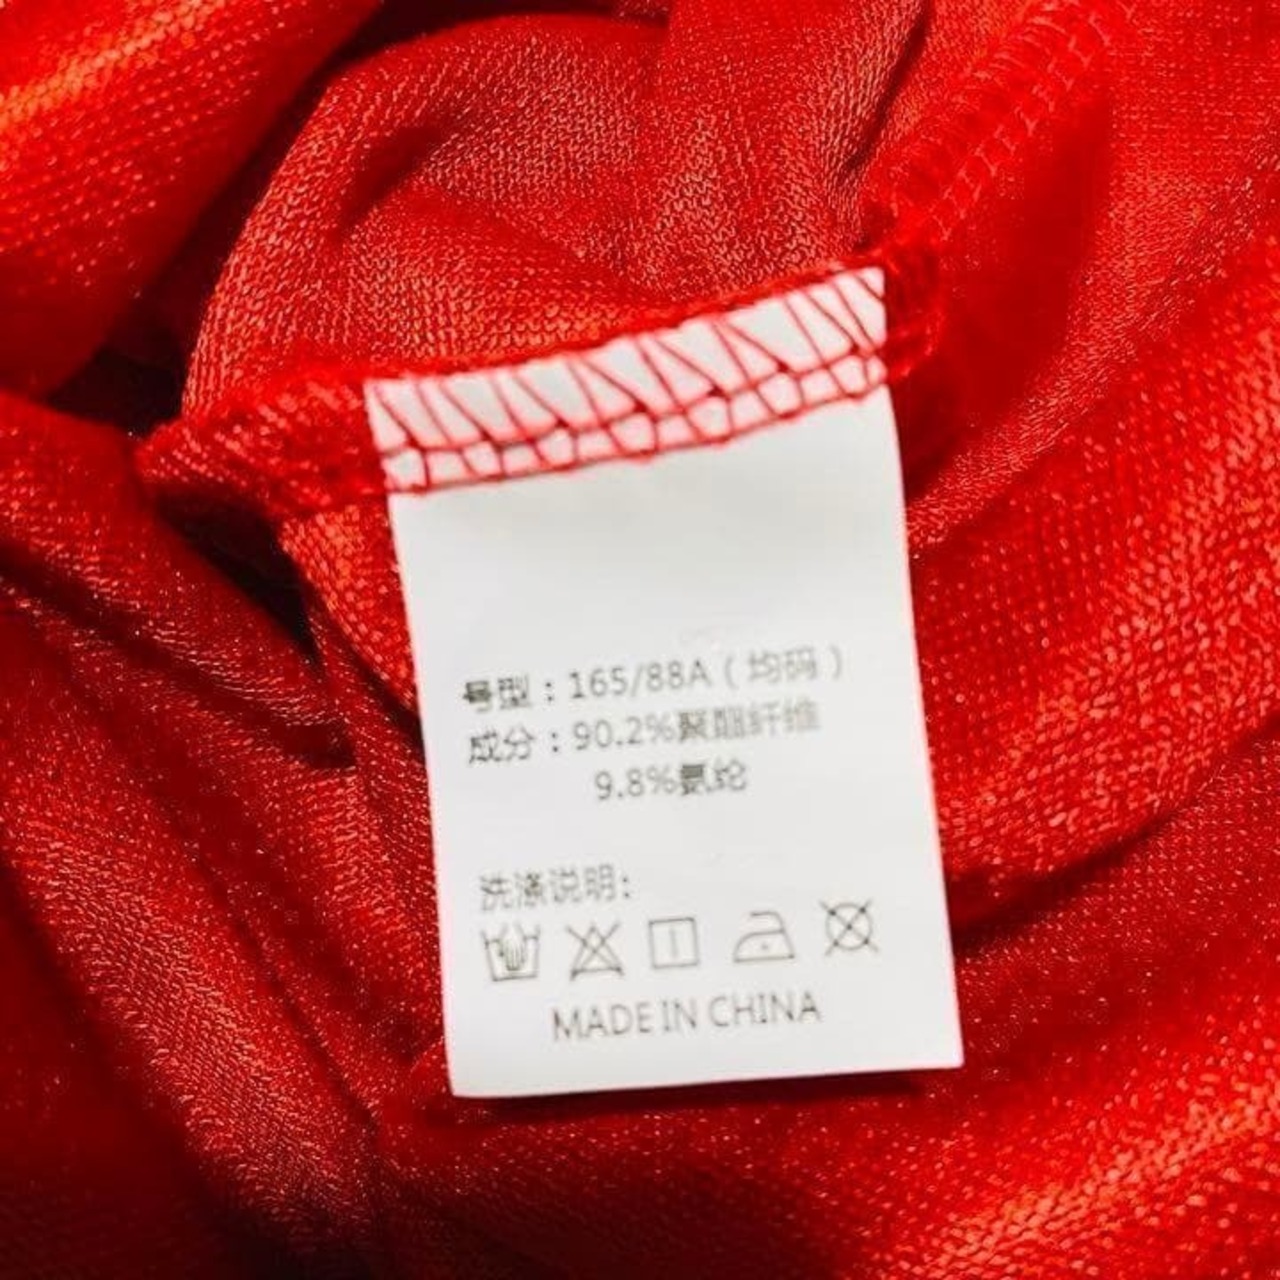 号型：165/88A（均码）
成分：90.2%聚酯纤维
9.8%氨纶
洗涤说明:
MADE IN CHINA